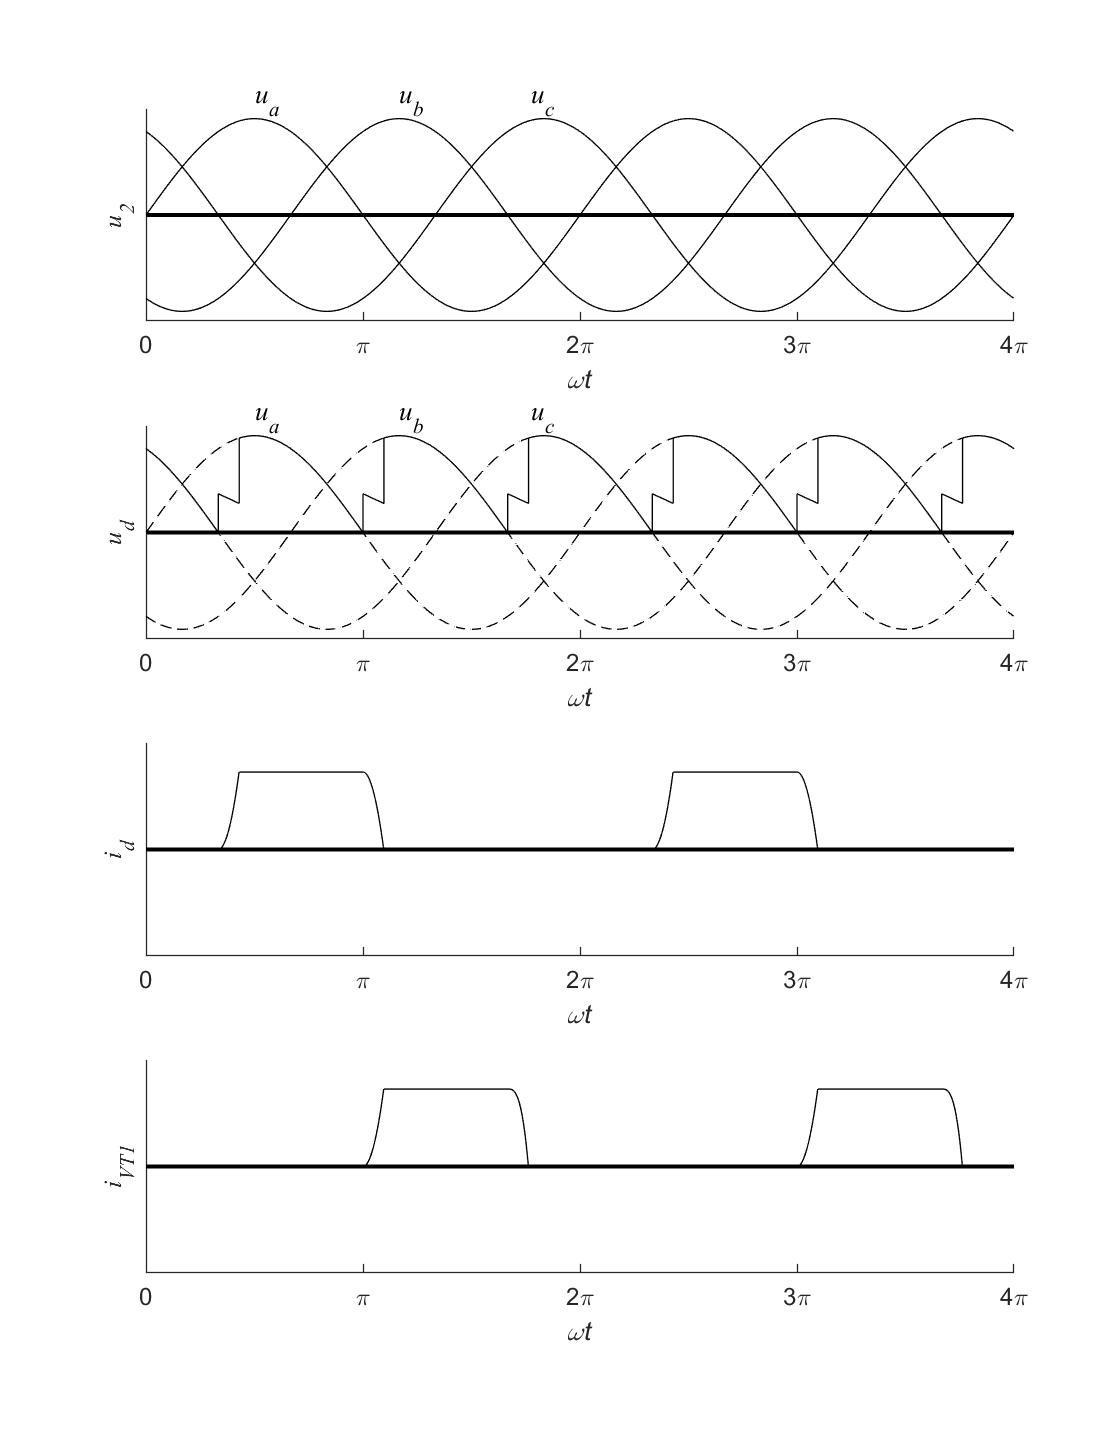 u_a u_b u_c
u_2
0 π 2π 3π 4π
ωt
u_a u_b u_c
u_d
0 π 2π 3π 4π
ωt
i_d
0 π 2π 3π 4π
ωt
i_VT1
0 π 2π 3π 4π
ωt